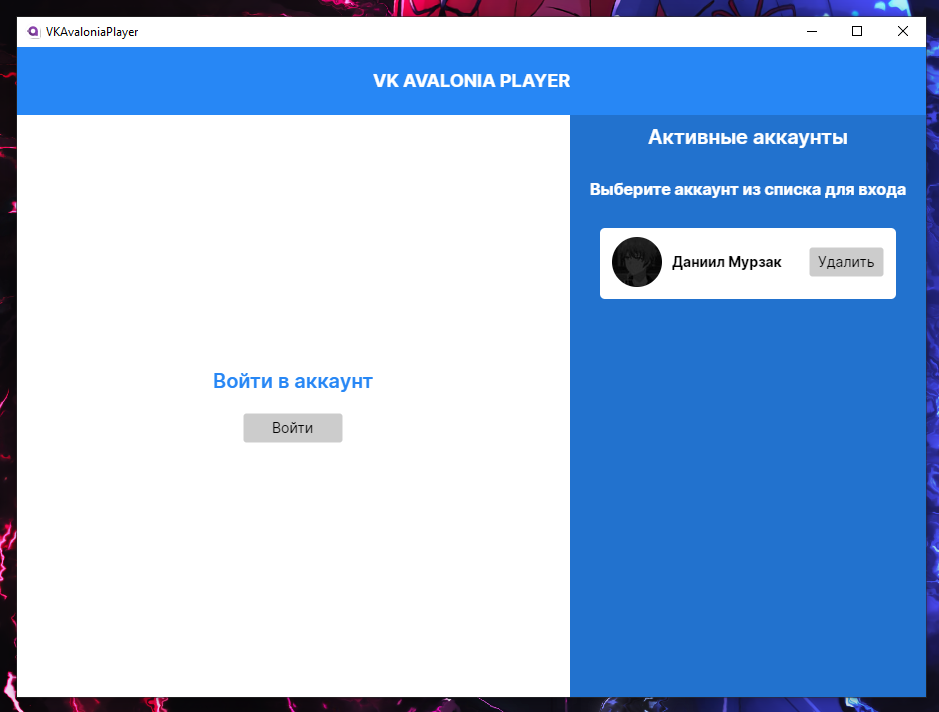 VKAvaloniaPlayer
VK AVALONIA PLAYER
Активные аккаунты
Выберите аккаунт из списка для входа
Даниил Мурзак
Удалить
Войти в аккаунт
Войти